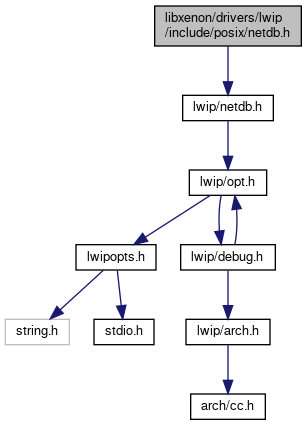 libxenon/drivers/lwip
/include/posix/netdb.h
lwip/netdb.h
lwip/opt.h
lwipopts.h
lwip/debug.h
string.h
stdio.h
lwip/arch.h
arch/cc.h